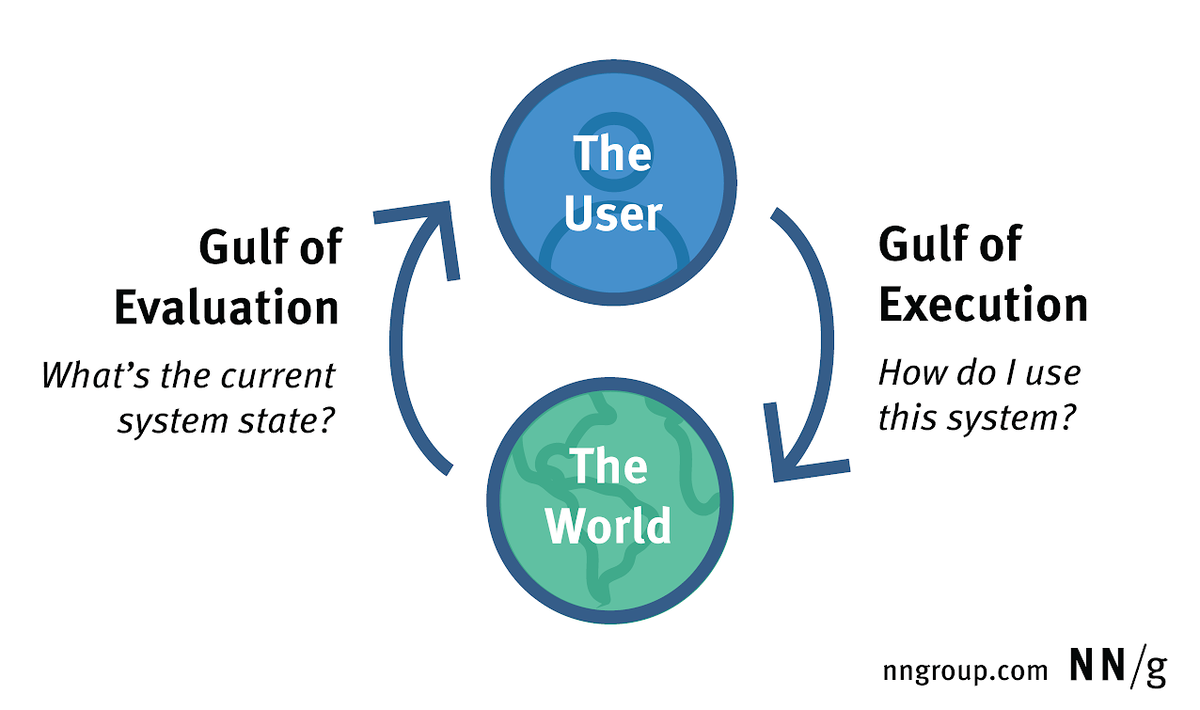 The
User
Gulf of
Evaluation
What's the current
system state?
Gulf of
Execution
How do I use
this system?
The
World
nngroup.com NN/g